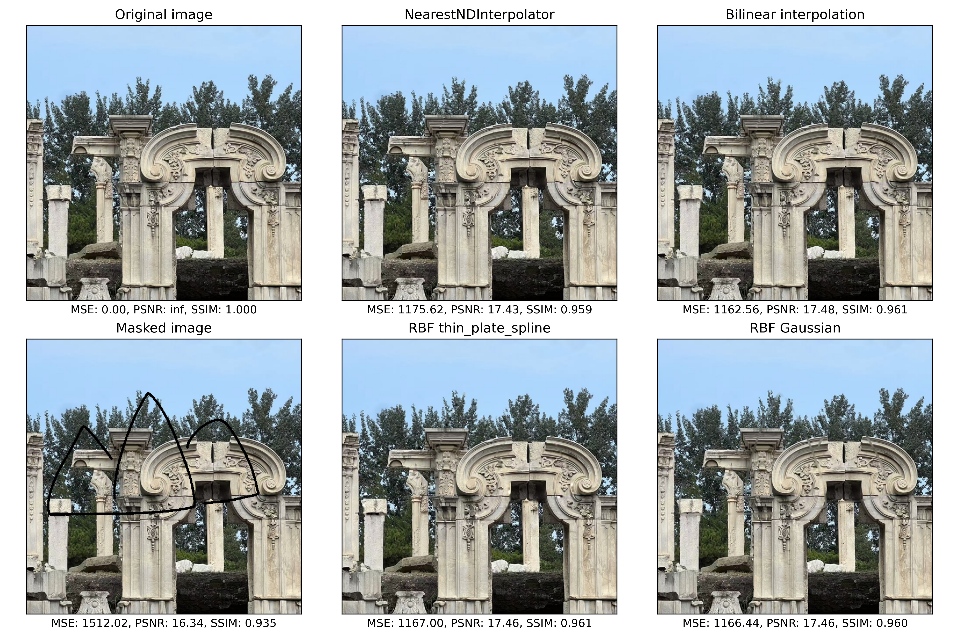 Original image
NearestNDInterpolator
Bilinear interpolation
MSE: 0.00, PSNR: inf, SSIM: 1.000
MSE: 1175.62, PSNR: 17.43, SSIM: 0.959
MSE: 1162.56, PSNR: 17.48, SSIM: 0.961
Masked image
RBF thin_plate_spline
RBF Gaussian
MSE: 1512.02, PSNR: 16.34, SSIM: 0.935
MSE: 1167.00, PSNR: 17.46, SSIM: 0.961
MSE: 1166.44, PSNR: 17.46, SSIM: 0.960